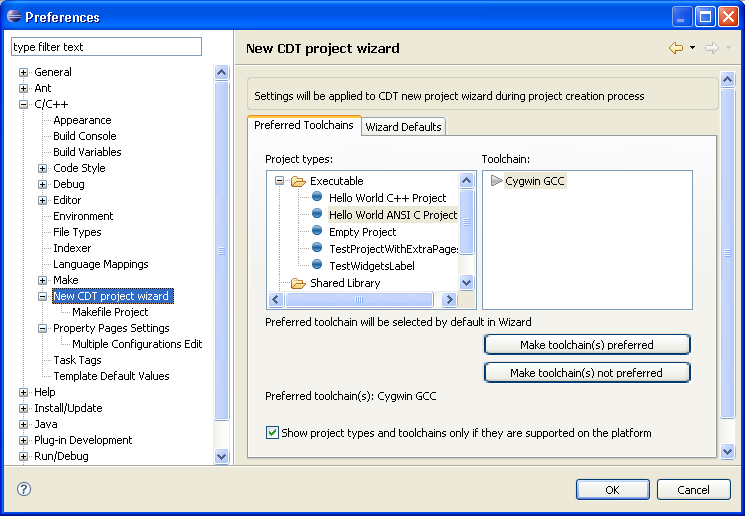 Preferences
type filter text
General
Ant
C/C++
Appearance
Build Console
Build Variables
Code Style
Debug
Editor
Environment
File Types
Indexer
Language Mappings
Make
New CDT project wizard
Makefile Project
Property Pages Settings
Multiple Configurations Edit
Task Tags
Template Default Values
Help
Install/Update
Java
Plug-in Development
Run/Debug
New CDT project wizard
Settings will be applied to CDT new project wizard during project creation process
Preferred Toolchains
Wizard Defaults
Project types:
Executable
Hello World C++ Project
Hello World ANSI C Project
Empty Project
TestProjectWithExtraPages
TestWidgetsLabel
Shared Library
Toolchain:
Cygwin GCC
Preferred toolchain will be selected by default in Wizard
Make toolchain(s) preferred
Make toolchain(s) not preferred
Preferred toolchain(s): Cygwin GCC
Show project types and toolchains only if they are supported on the platform
?
OK
Cancel